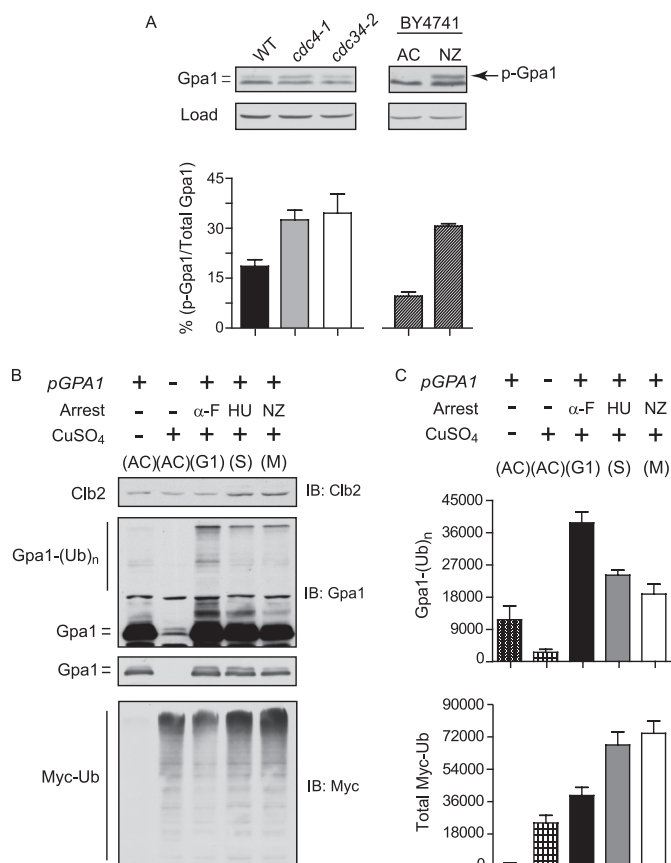 A
WT
cdc4-1
cdc34-2
BY4741
AC NZ
Gpa1 =
p-Gpa1
Load
% (p-Gpa1/Total Gpa1)
45
30
15
0
B
pGPA1 + - + + +
Arrest - - α-F HU NZ
CuSO4 - + + + +
(AC)(AC)(G1) (S) (M)
Clb2
IB: Clb2
Gpa1-(Ub)n
IB: Gpa1
Gpa1 =
Gpa1 =
Myc-Ub
IB: Myc
C
pGPA1 + - + + +
Arrest - - α-F HU NZ
CuSO4 - + + + +
(AC) (AC) (G1) (S) (M)
Gpa1-(Ub)n
45000
36000
27000
18000
9000
0
Total Myc-Ub
90000
72000
54000
36000
18000
0